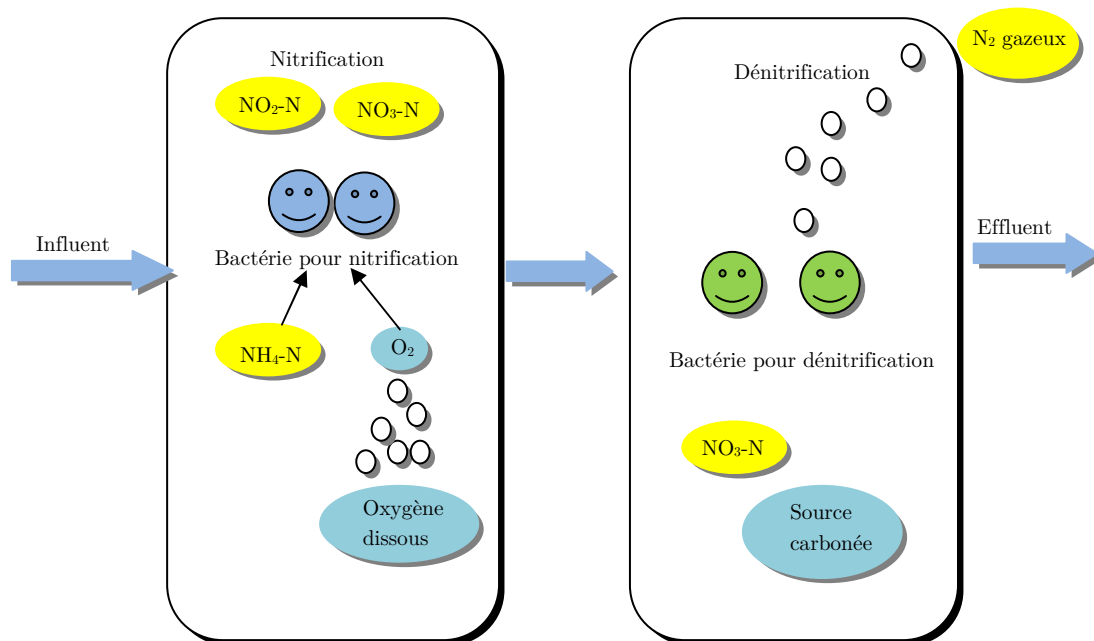 Influent
Nitrification
NO₂-N
NO₃-N
Bactérie pour nitrification
NH₄-N
O₂
Oxygène
dissous
Dénitrification
N₂ gazeux
Bactérie pour dénitrification
NO₃-N
Source
carbonée
Effluent